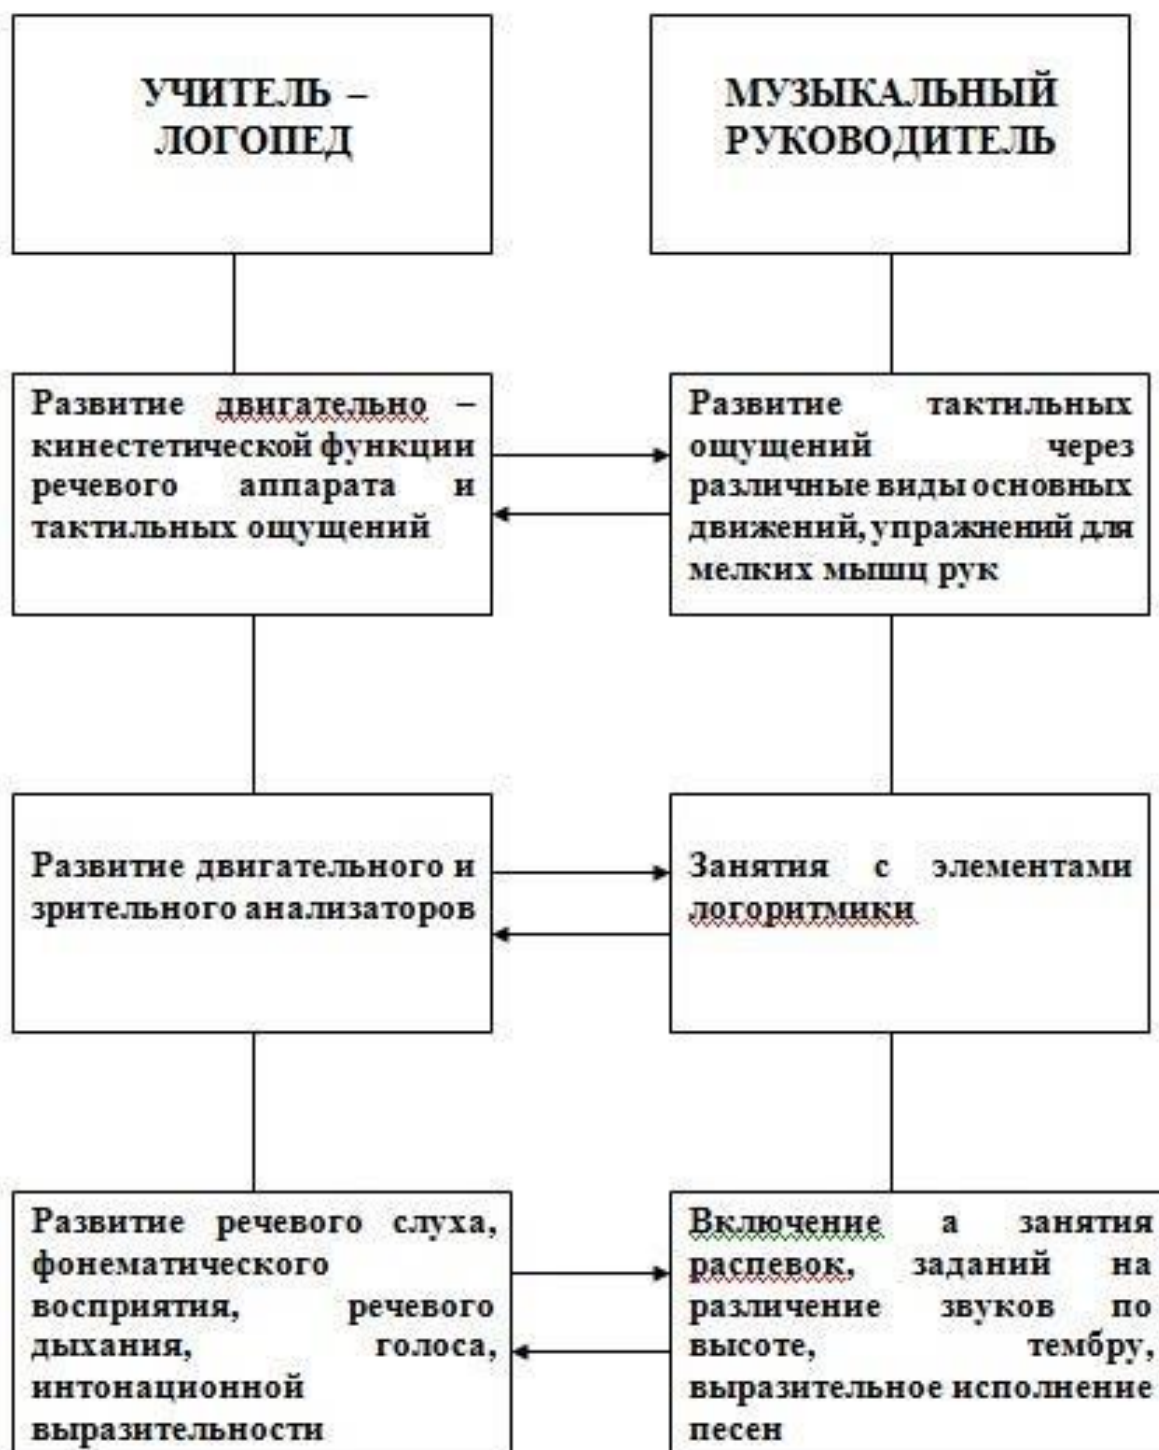 УЧИТЕЛЬ –
ЛОГОПЕД
МУЗЫКАЛЬНЫЙ
РУКОВОДИТЕЛЬ
Развитие двигательно –
кинестетической функции
речевого аппарата и
тактильных ощущений
Развитие тактильных
ощущений через
различные виды основных
движений, упражнений для
мелких мышц рук
Развитие двигательного и
зрительного анализаторов
Занятия с элементами
логоритмики
Развитие речевого слуха,
фонематического
восприятия, речевого
дыхания, голоса,
интонационной
выразительности
Включение а занятия
распевок, заданий на
различение звуков по
высоте, тембру,
выразительное исполнение
песен